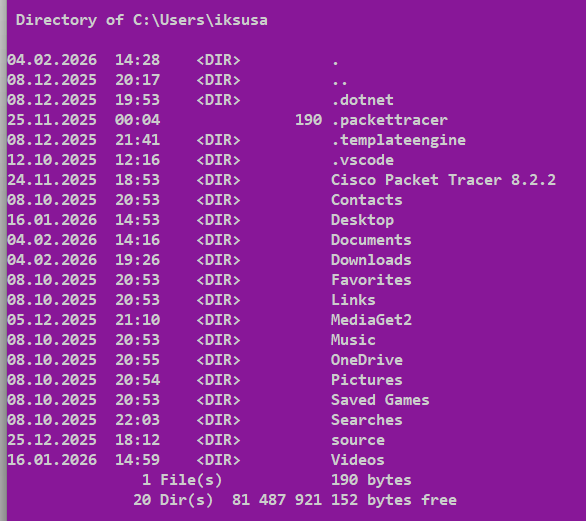 Directory of C:\Users\iksusa
04.02.2026  14:28    <DIR>          .
08.12.2025  20:17    <DIR>          ..
08.12.2025  19:53    <DIR>          .dotnet
25.11.2025  00:04               190 .packettracer
08.12.2025  21:41    <DIR>          .templateengine
12.10.2025  12:16    <DIR>          .vscode
24.11.2025  18:53    <DIR>          Cisco Packet Tracer 8.2.2
08.10.2025  20:53    <DIR>          Contacts
16.01.2026  14:53    <DIR>          Desktop
04.02.2026  14:16    <DIR>          Documents
04.02.2026  19:26    <DIR>          Downloads
08.10.2025  20:53    <DIR>          Favorites
08.10.2025  20:53    <DIR>          Links
05.12.2025  21:10    <DIR>          MediaGet2
08.10.2025  20:53    <DIR>          Music
08.10.2025  20:55    <DIR>          OneDrive
08.10.2025  20:54    <DIR>          Pictures
08.10.2025  20:53    <DIR>          Saved Games
08.10.2025  22:03    <DIR>          Searches
25.12.2025  18:12    <DIR>          source
16.01.2026  14:59    <DIR>          Videos
1 File(s)            190 bytes
20 Dir(s)  81 487 921 152 bytes free